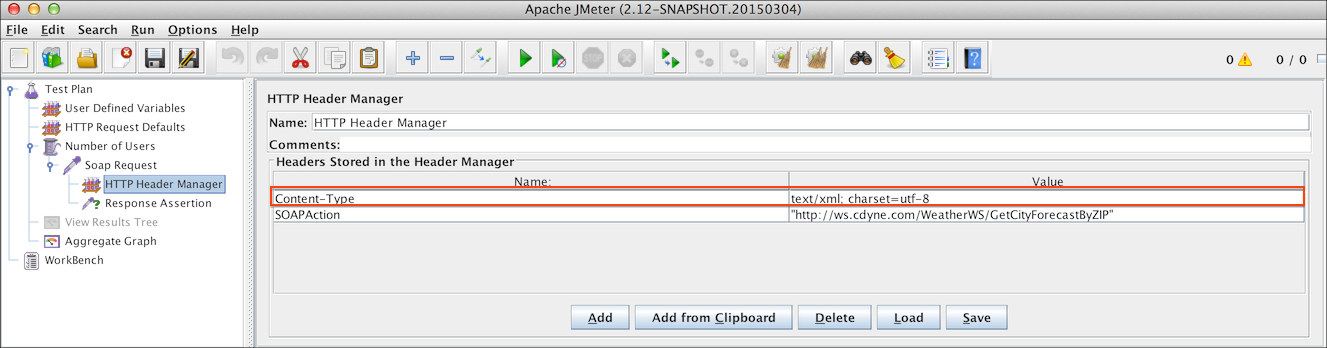 Apache JMeter (2.12-SNAPSHOT.20150304)
File Edit Search Run Options Help
0 0 / 0
Test Plan
User Defined Variables
HTTP Request Defaults
Number of Users
Soap Request
HTTP Header Manager
Response Assertion
View Results Tree
Aggregate Graph
WorkBench
HTTP Header Manager
Name: HTTP Header Manager
Comments:
Headers Stored in the Header Manager
Name: Value
Content-Type text/xml; charset=utf-8
SOAPAction "http://ws.cdyne.com/WeatherWS/GetCityForecastByZIP"
Add Add from Clipboard Delete Load Save